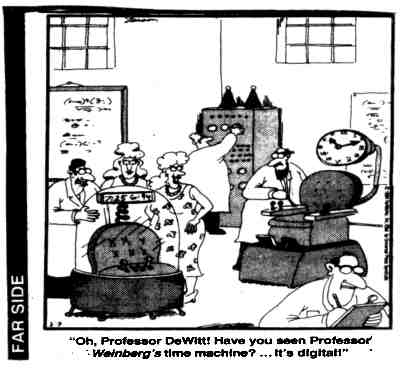 FAR SIDE
"Oh, Professor DeWitt! Have you seen Professor
Weinberg's time machine? ... It's digital!"